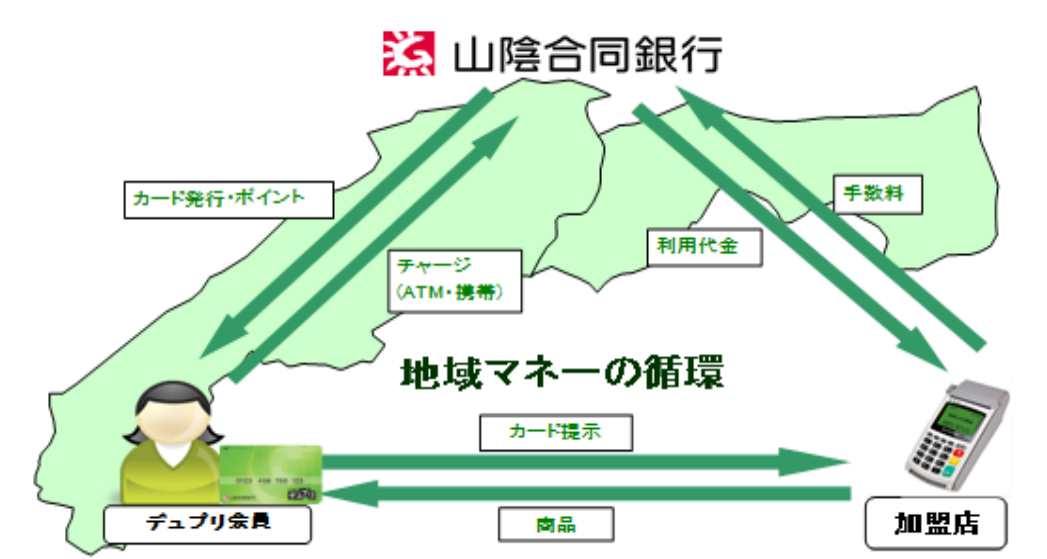 山陰合同銀行
カード発行・ポイント
手数料
利用代金
チャージ
(ATM・携帯)
地域マネーの循環
カード提示
デュプリ会員
商品
加盟店